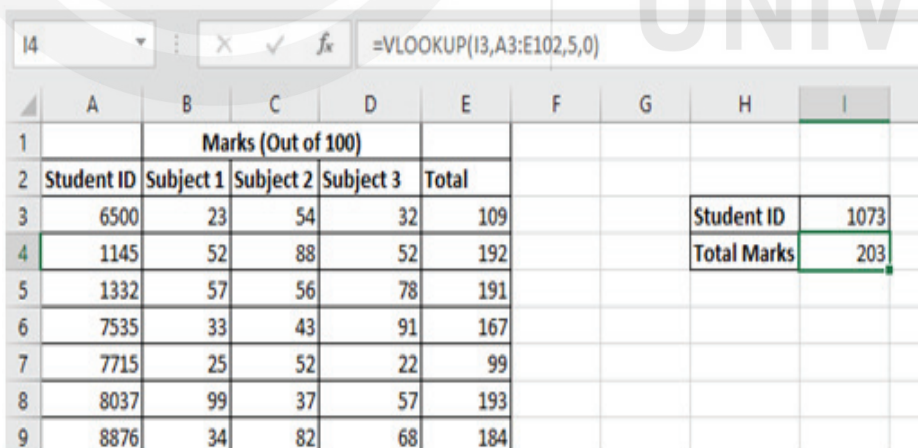 UNIV
I4 fx =VLOOKUP(I3,A3:E102,5,0)
A B C D E F G H I
1 Marks (Out of 100)
2 Student ID Subject 1 Subject 2 Subject 3 Total
3 6500 23 54 32 109 Student ID 1073
4 1145 52 88 52 192 Total Marks 203
5 1332 57 56 78 191
6 7535 33 43 91 167
7 7715 25 52 22 99
8 8037 99 37 57 193
9 8876 34 82 68 184